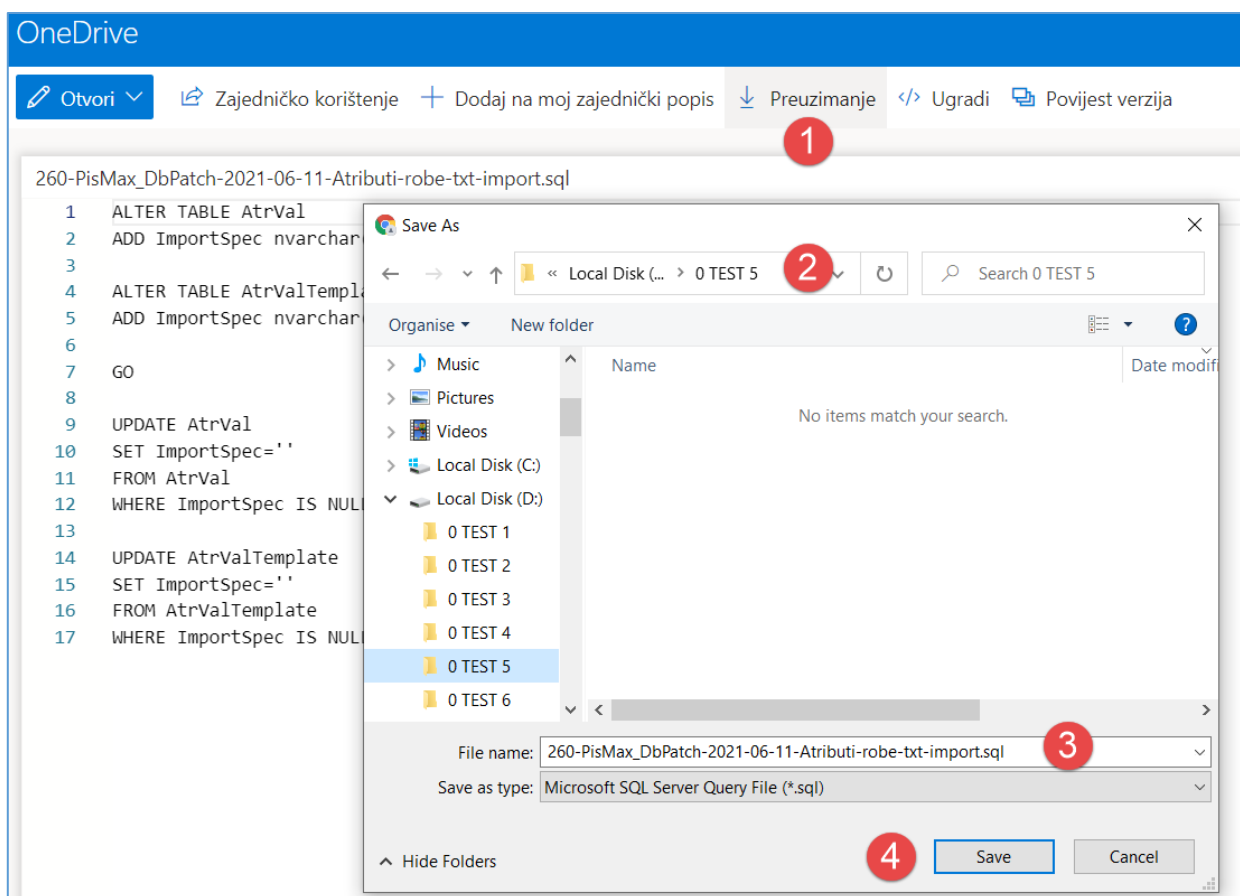 OneDrive
Otvori Zajedničko korištenje Dodaj na moj zajednički popis Preuzimanje Ugradi Povijest verzija
1
260-PisMax_DbPatch-2021-06-11-Atributi-robe-txt-import.sql
1 ALTER TABLE AtrVal
2 ADD ImportSpec nvarchar(
3
4 ALTER TABLE AtrValTempla
5 ADD ImportSpec nvarchar(
6
7 GO
8
9 UPDATE AtrVal
10 SET ImportSpec=''
11 FROM AtrVal
12 WHERE ImportSpec IS NULL
13
14 UPDATE AtrValTemplate
15 SET ImportSpec=''
16 FROM AtrValTemplate
17 WHERE ImportSpec IS NULL
Save As
« Local Disk (... > 0 TEST 5 2 Search 0 TEST 5
Organise New folder ?
Music
Pictures
Videos
Local Disk (C:)
Local Disk (D:)
0 TEST 1
0 TEST 2
0 TEST 3
0 TEST 4
0 TEST 5
0 TEST 6
Name Date modifi
No items match your search.
File name: 260-PisMax_DbPatch-2021-06-11-Atributi-robe-txt-import.sql 3
Save as type: Microsoft SQL Server Query File (*.sql)
Hide Folders 4 Save Cancel